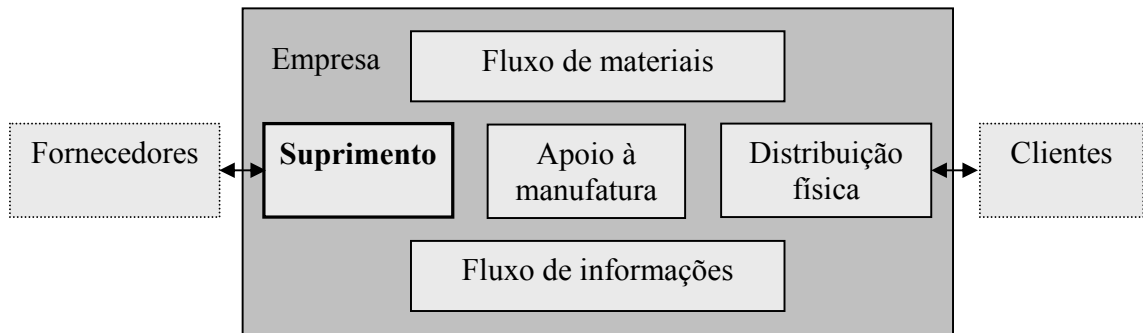 Empresa
Fluxo de materiais
Fornecedores
Suprimento
Apoio à
manufatura
Distribuição
física
Clientes
Fluxo de informações